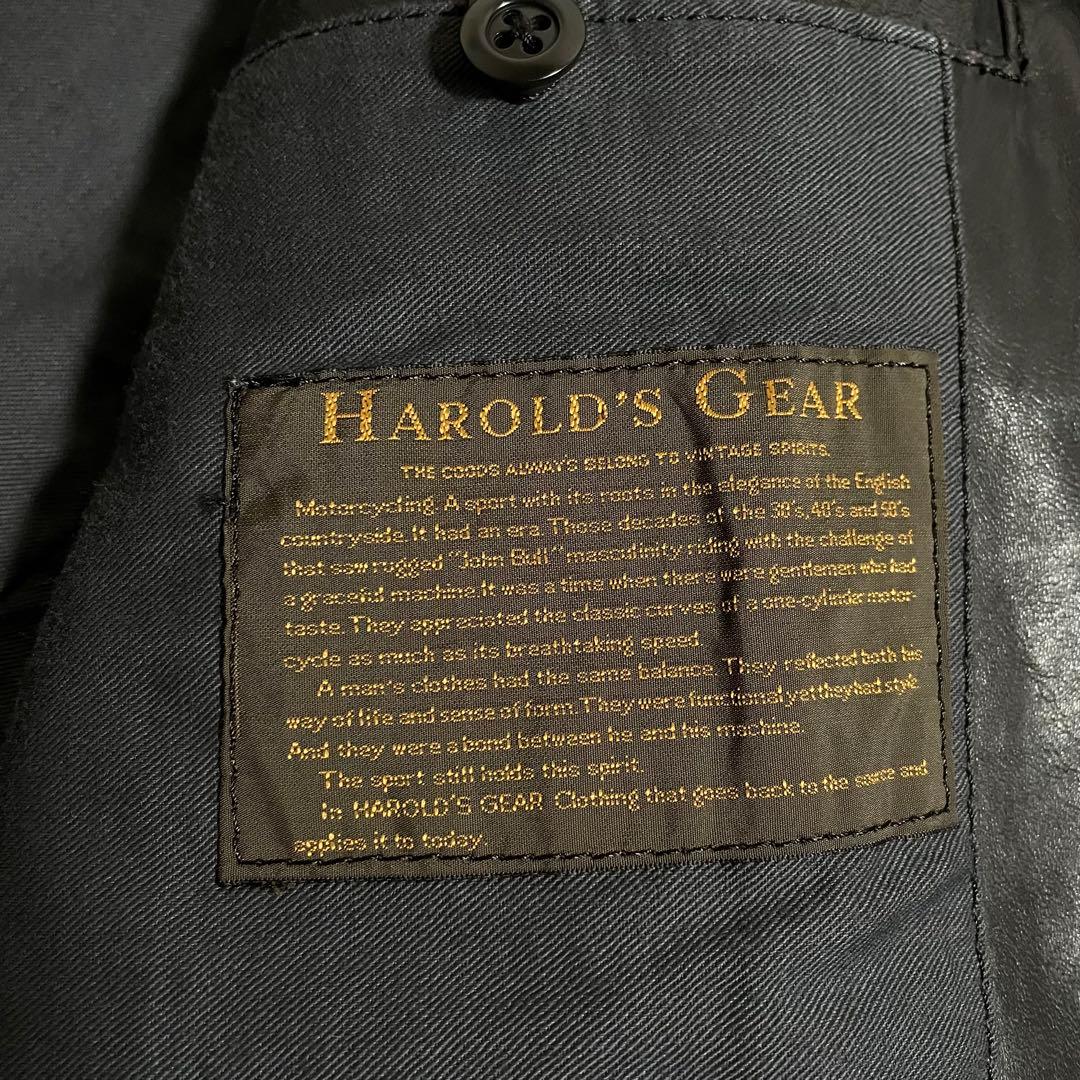 HAROLD'S GEAR
THE GOODS ALWAYS BELONG TO VINTAGE SPIRITS.
Motorcycling. A sport with its roots in the elegance of the English
countryside. It had an era. Those decades of the 30's, 40's and 50's
that saw rugged "John Bull" masculinity riding with the challenge of
a graceful machine. It was a time when there were gentlemen who had
taste. They appreciated the classic curves of a one-cylinder motor-
cycle as much as its breathtaking speed.
A man's clothes had the same balance. They reflected both his
way of life and sense of form. They were functional, yet they had style.
And they were a bond between he and his machine.
The sport still holds this spirit.
In HAROLD'S GEAR Clothing that goes back to the source and
applies it to today.